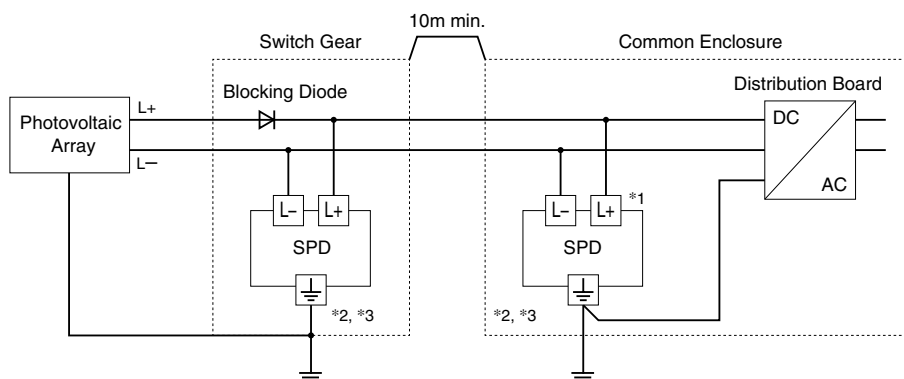 10m min.
Switch Gear
Common Enclosure
Blocking Diode
Distribution Board
L+
Photovoltaic
Array
L−
DC
AC
L−
L+
SPD
*2, *3
L−
L+
*1
SPD
*2, *3